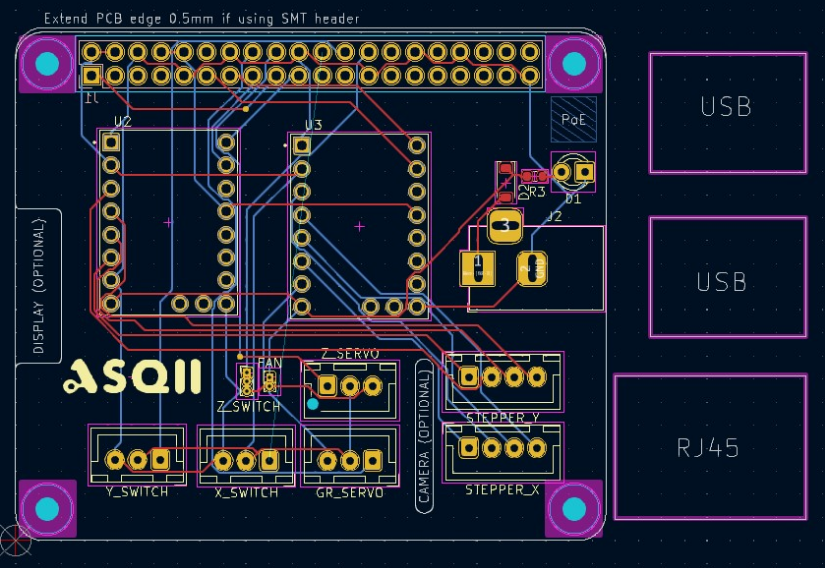 Extend PCB edge 0.5mm if using SMT header
J1
USB
PoE
U2
U3
D2
R3
D1
J2
3
1
2
GND
DISPLAY (OPTIONAL)
USB
ASQII
FAN
Z_SERVO
Z_SWITCH
CAMERA (OPTIONAL)
STEPPER_Y
RJ45
Y_SWITCH
X_SWITCH
GR_SERVO
STEPPER_X